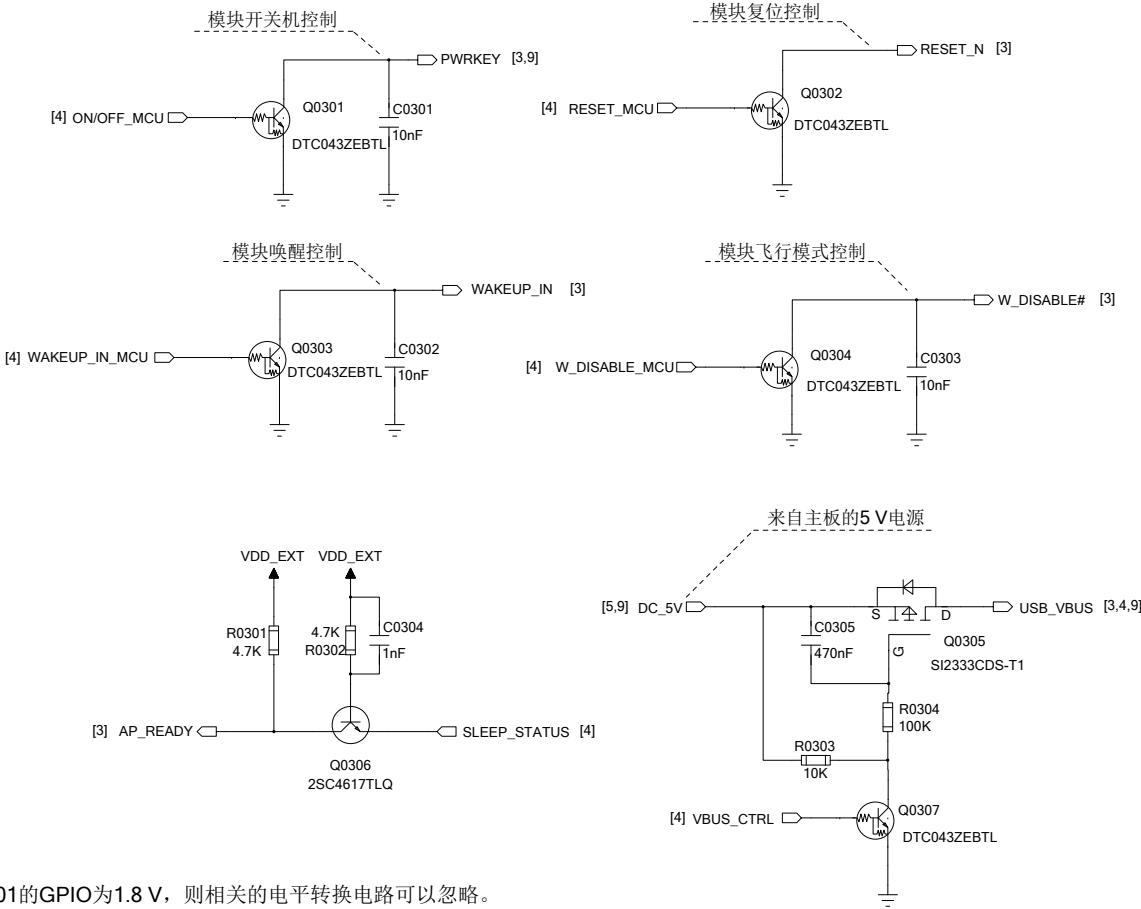 模块开关机控制
PWRKEY [3,9]
[4] ON/OFF_MCU
Q0301
DTC043ZEBTL
C0301
10nF
模块复位控制
RESET_N [3]
[4] RESET_MCU
Q0302
DTC043ZEBTL
模块唤醒控制
WAKEUP_IN [3]
[4] WAKEUP_IN_MCU
Q0303
DTC043ZEBTL
C0302
10nF
模块飞行模式控制
W_DISABLE# [3]
[4] W_DISABLE_MCU
Q0304
DTC043ZEBTL
C0303
10nF
VDD_EXT VDD_EXT
R0301
4.7K
4.7K
R0302
C0304
1nF
[3] AP_READY
SLEEP_STATUS [4]
Q0306
2SC4617TLQ
来自主板的5 V电源
[5,9] DC_5V
S
D
G
USB_VBUS [3,4,9]
C0305
470nF
Q0305
SI2333CDS-T1
R0304
100K
R0303
10K
[4] VBUS_CTRL
Q0307
DTC043ZEBTL
01的GPIO为1.8 V，则相关的电平转换电路可以忽略。